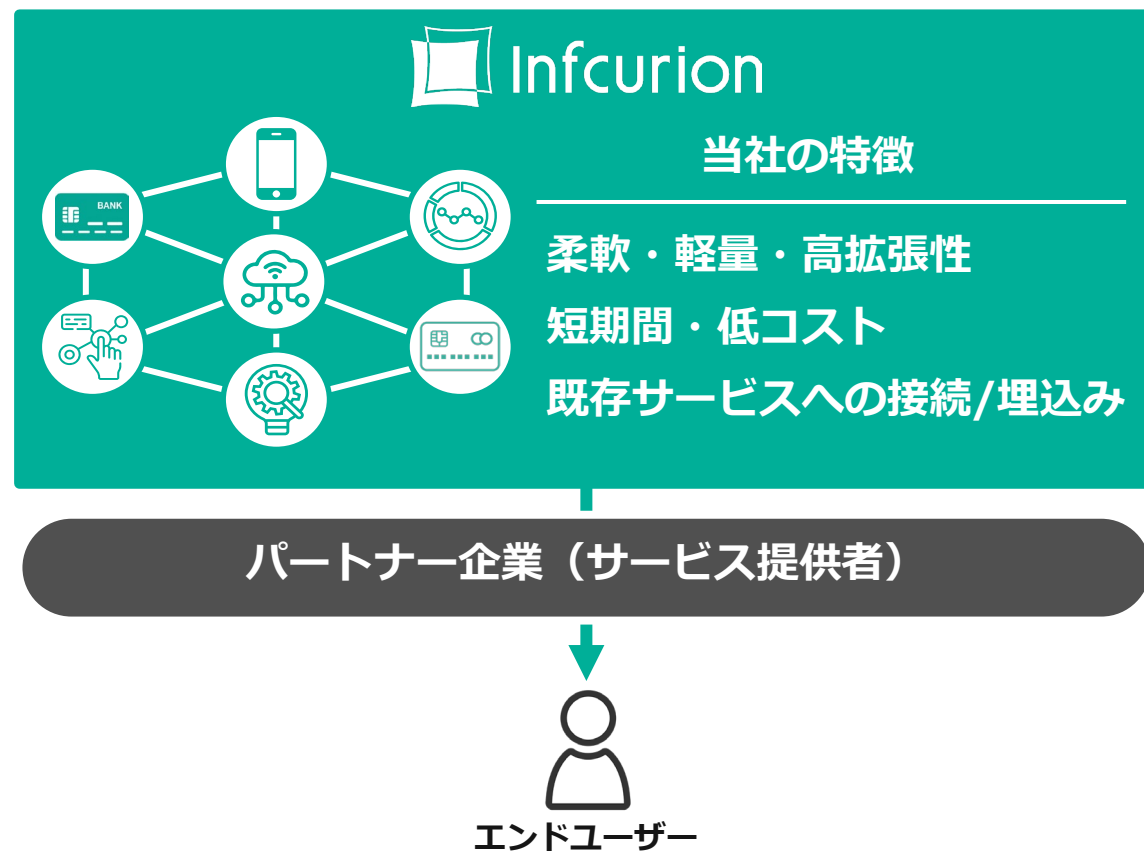 Infcurion
当社の特徴
BANK
柔軟・軽量・高拡張性
短期間・低コスト
既存サービスへの接続/埋込み
パートナー企業（サービス提供者）
エンドユーザー